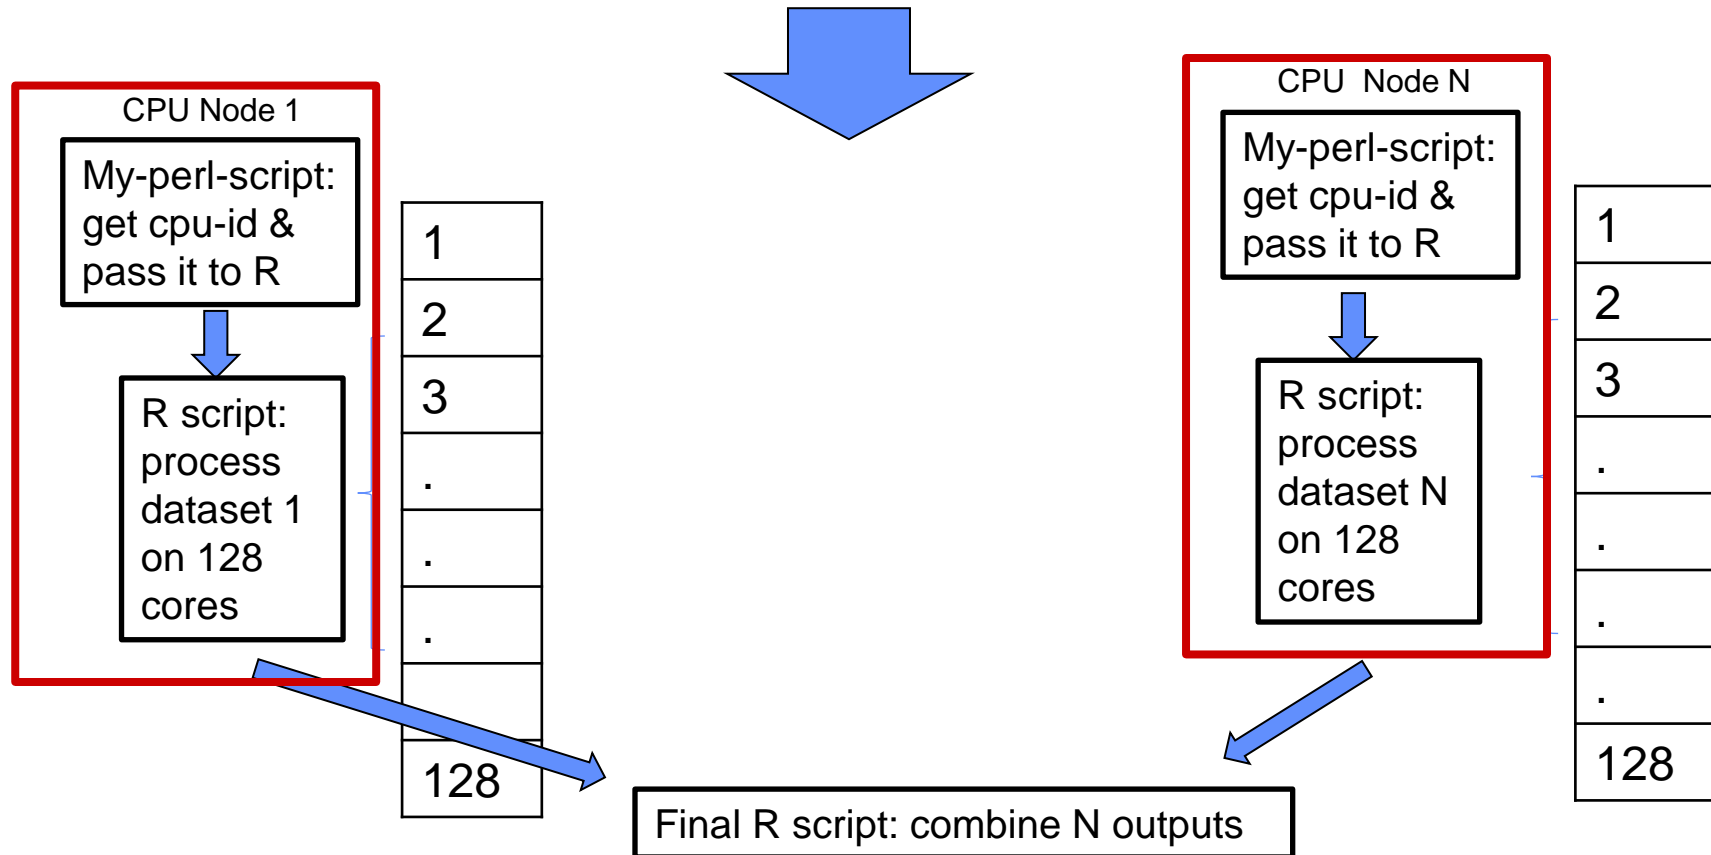 CPU Node 1
My-perl-script:
get cpu-id &
pass it to R
R script:
process
dataset 1
on 128
cores
1
2
3
.
.
.
128
CPU  Node N
My-perl-script:
get cpu-id &
pass it to R
R script:
process
dataset N
on 128
cores
1
2
3
.
.
.
.
128
Final R script: combine N outputs